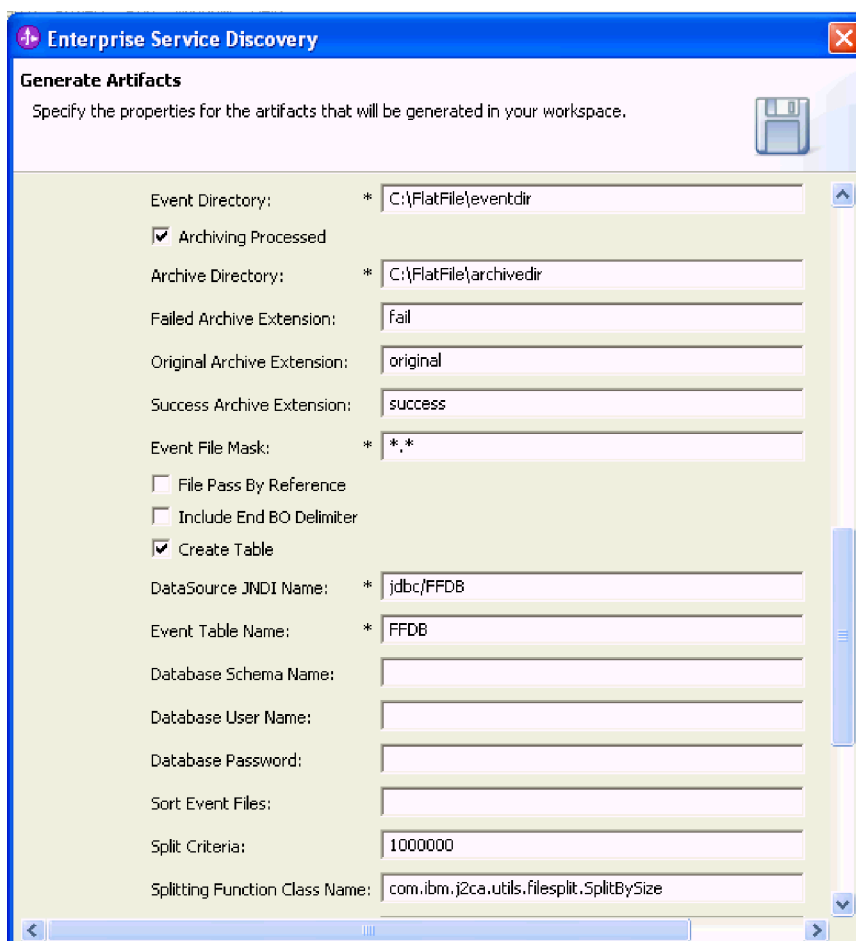 Enterprise Service Discovery
Generate Artifacts
Specify the properties for the artifacts that will be generated in your workspace.
Event Directory: * C:\FlatFile\eventdir
Archiving Processed
Archive Directory: * C:\FlatFile\archivedir
Failed Archive Extension: fail
Original Archive Extension: original
Success Archive Extension: success
Event File Mask: * *.*
File Pass By Reference
Include End BO Delimiter
Create Table
DataSource JNDI Name: * jdbc/FFDB
Event Table Name: * FFDB
Database Schema Name:
Database User Name:
Database Password:
Sort Event Files:
Split Criteria: 1000000
Splitting Function Class Name: com.ibm.j2ca.utils.filesplit.SplitBySize